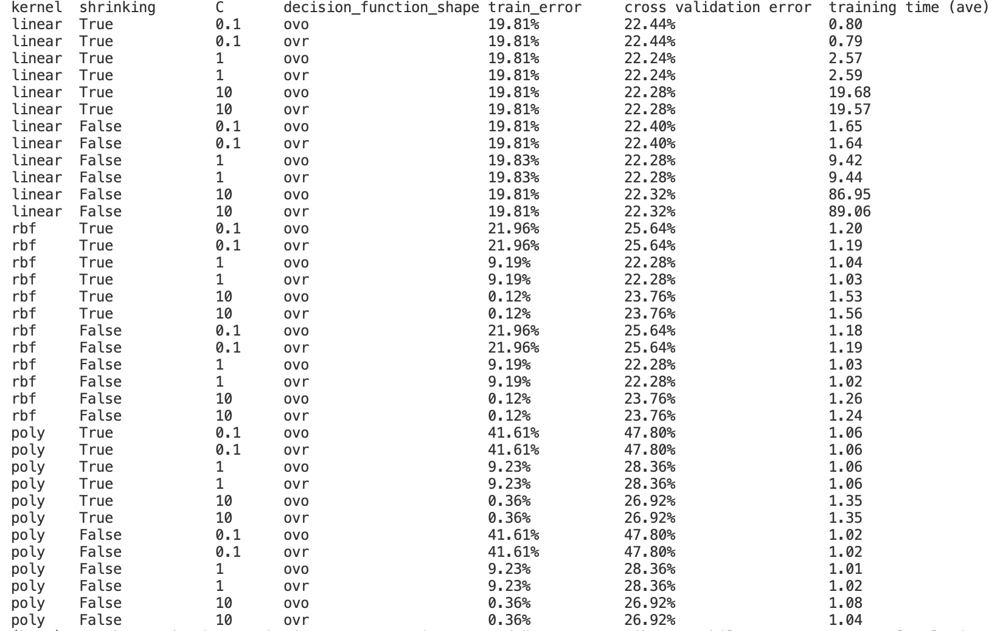 kernel shrinking C decision_function_shape train_error cross validation error training time (ave)
linear True 0.1 ovo 19.81% 22.44% 0.80
linear True 0.1 ovr 19.81% 22.44% 0.79
linear True 1 ovo 19.81% 22.24% 2.57
linear True 1 ovr 19.81% 22.24% 2.59
linear True 10 ovo 19.81% 22.28% 19.68
linear True 10 ovr 19.81% 22.28% 19.57
linear False 0.1 ovo 19.81% 22.40% 1.65
linear False 0.1 ovr 19.81% 22.40% 1.64
linear False 1 ovo 19.83% 22.28% 9.42
linear False 1 ovr 19.83% 22.28% 9.44
linear False 10 ovo 19.81% 22.32% 86.95
linear False 10 ovr 19.81% 22.32% 89.06
rbf True 0.1 ovo 21.96% 25.64% 1.20
rbf True 0.1 ovr 21.96% 25.64% 1.19
rbf True 1 ovo 9.19% 22.28% 1.04
rbf True 1 ovr 9.19% 22.28% 1.03
rbf True 10 ovo 0.12% 23.76% 1.53
rbf True 10 ovr 0.12% 23.76% 1.56
rbf False 0.1 ovo 21.96% 25.64% 1.18
rbf False 0.1 ovr 21.96% 25.64% 1.19
rbf False 1 ovo 9.19% 22.28% 1.03
rbf False 1 ovr 9.19% 22.28% 1.02
rbf False 10 ovo 0.12% 23.76% 1.26
rbf False 10 ovr 0.12% 23.76% 1.24
poly True 0.1 ovo 41.61% 47.80% 1.06
poly True 0.1 ovr 41.61% 47.80% 1.06
poly True 1 ovo 9.23% 28.36% 1.06
poly True 1 ovr 9.23% 28.36% 1.06
poly True 10 ovo 0.36% 26.92% 1.35
poly True 10 ovr 0.36% 26.92% 1.35
poly False 0.1 ovo 41.61% 47.80% 1.02
poly False 0.1 ovr 41.61% 47.80% 1.02
poly False 1 ovo 9.23% 28.36% 1.01
poly False 1 ovr 9.23% 28.36% 1.02
poly False 10 ovo 0.36% 26.92% 1.08
poly False 10 ovr 0.36% 26.92% 1.04